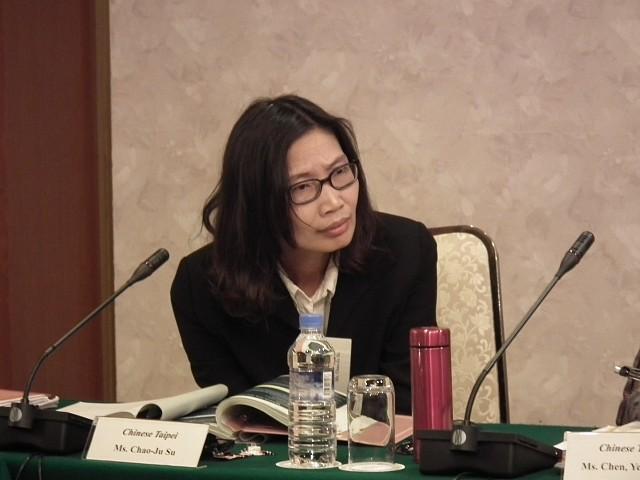 Chinese Taipei
Ms. Chao-Ju Su
Chinese
Ms. Chen,